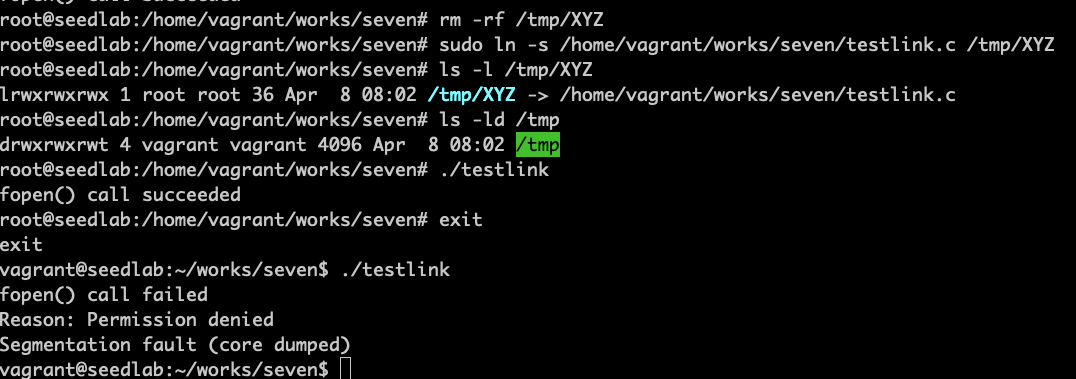 fopen() call succeeded
root@seedlab:/home/vagrant/works/seven# rm -rf /tmp/XYZ
root@seedlab:/home/vagrant/works/seven# sudo ln -s /home/vagrant/works/seven/testlink.c /tmp/XYZ
root@seedlab:/home/vagrant/works/seven# ls -l /tmp/XYZ
lrwxrwxrwx 1 root root 36 Apr  8 08:02 /tmp/XYZ -> /home/vagrant/works/seven/testlink.c
root@seedlab:/home/vagrant/works/seven# ls -ld /tmp
drwxrwxrwt 4 vagrant vagrant 4096 Apr  8 08:02 /tmp
root@seedlab:/home/vagrant/works/seven# ./testlink
fopen() call succeeded
root@seedlab:/home/vagrant/works/seven# exit
exit
vagrant@seedlab:~/works/seven$ ./testlink
fopen() call failed
Reason: Permission denied
Segmentation fault (core dumped)
vagrant@seedlab:~/works/seven$